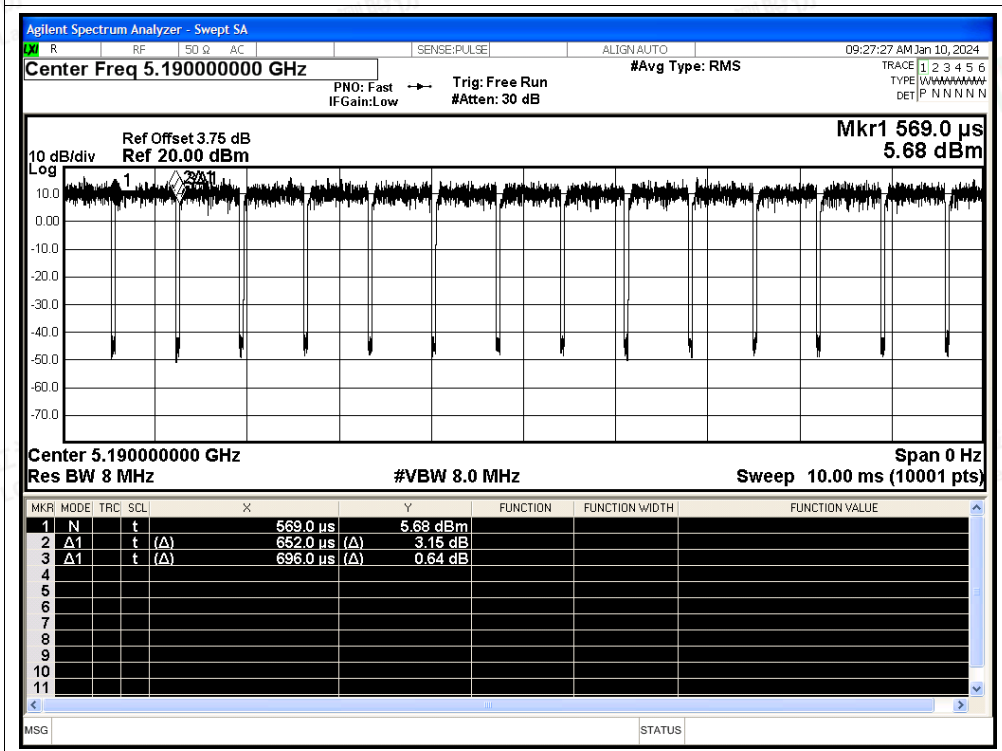 Agilent Spectrum Analyzer - Swept SA
LXI R RF 50 Ω AC SENSE:PULSE ALIGN AUTO 09:27:27 AM Jan 10, 2024
Center Freq 5.190000000 GHz #Avg Type: RMS TRACE 1 2 3 4 5 6
PNO: Fast Trig: Free Run TYPE WWWWWW
IFGain:Low #Atten: 30 dB DET P N N N N N
Mkr1 569.0 µs
5.68 dBm
Ref Offset 3.75 dB
10 dB/div Ref 20.00 dBm
Log
1
10.0
0.00
-10.0
-20.0
-30.0
-40.0
-50.0
-60.0
-70.0
Center 5.190000000 GHz Span 0 Hz
Res BW 8 MHz #VBW 8.0 MHz Sweep 10.00 ms (10001 pts)
MKR MODE TRC SCL X Y FUNCTION FUNCTION WIDTH FUNCTION VALUE
1 N t 569.0 µs 5.68 dBm
2 Δ1 t (Δ) 652.0 µs (Δ) 3.15 dB
3 Δ1 t (Δ) 696.0 µs (Δ) 0.64 dB
4
5
6
7
8
9
10
11
MSG STATUS